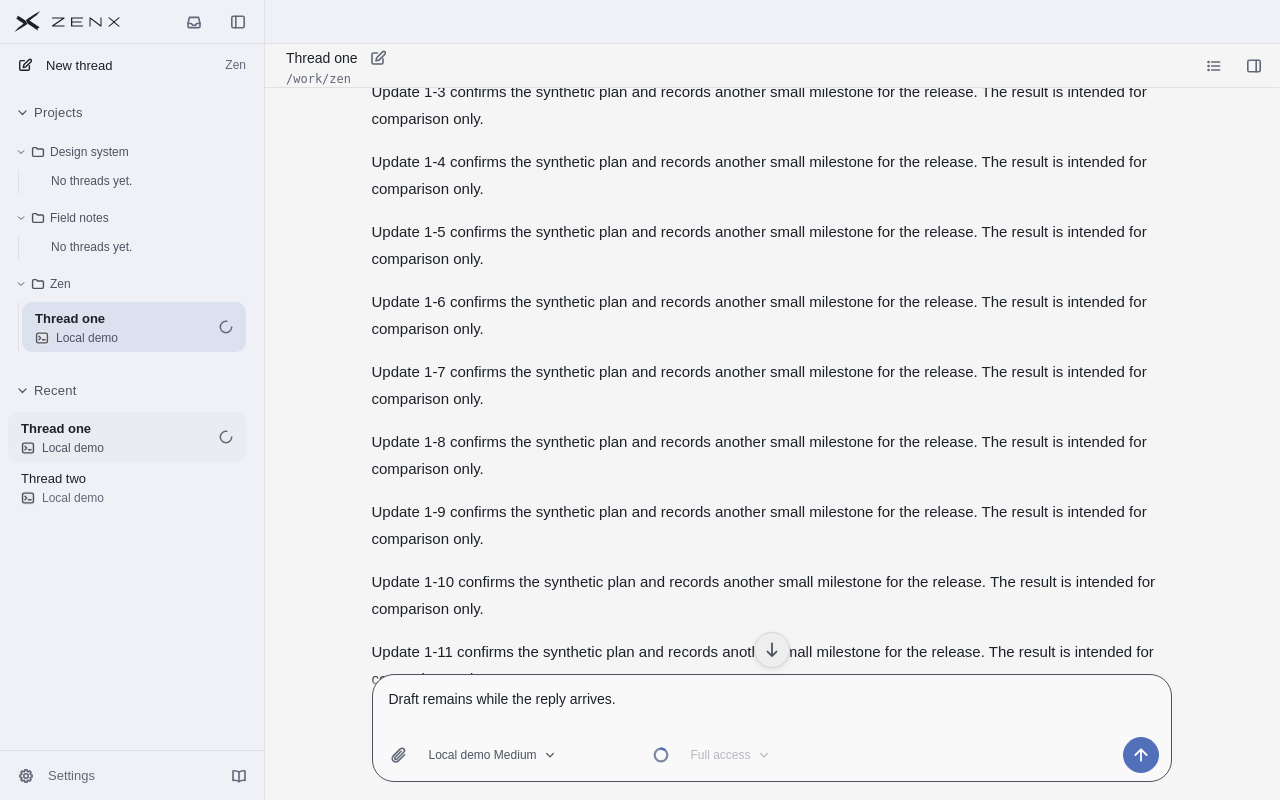 ZENX
New thread
Zen
Projects
Design system
No threads yet.
Field notes
No threads yet.
Zen
Thread one
Local demo
Recent
Thread one
Local demo
Thread two
Local demo
Settings
Thread one
/work/zen
Update 1-3 confirms the synthetic plan and records another small milestone for the release. The result is intended for
comparison only.
Update 1-4 confirms the synthetic plan and records another small milestone for the release. The result is intended for
comparison only.
Update 1-5 confirms the synthetic plan and records another small milestone for the release. The result is intended for
comparison only.
Update 1-6 confirms the synthetic plan and records another small milestone for the release. The result is intended for
comparison only.
Update 1-7 confirms the synthetic plan and records another small milestone for the release. The result is intended for
comparison only.
Update 1-8 confirms the synthetic plan and records another small milestone for the release. The result is intended for
comparison only.
Update 1-9 confirms the synthetic plan and records another small milestone for the release. The result is intended for
comparison only.
Update 1-10 confirms the synthetic plan and records another small milestone for the release. The result is intended for
comparison only.
Update 1-11 confirms the synthetic plan and records milestone for the release. The result is intended for
Draft remains while the reply arrives.
Local demo Medium
Full access